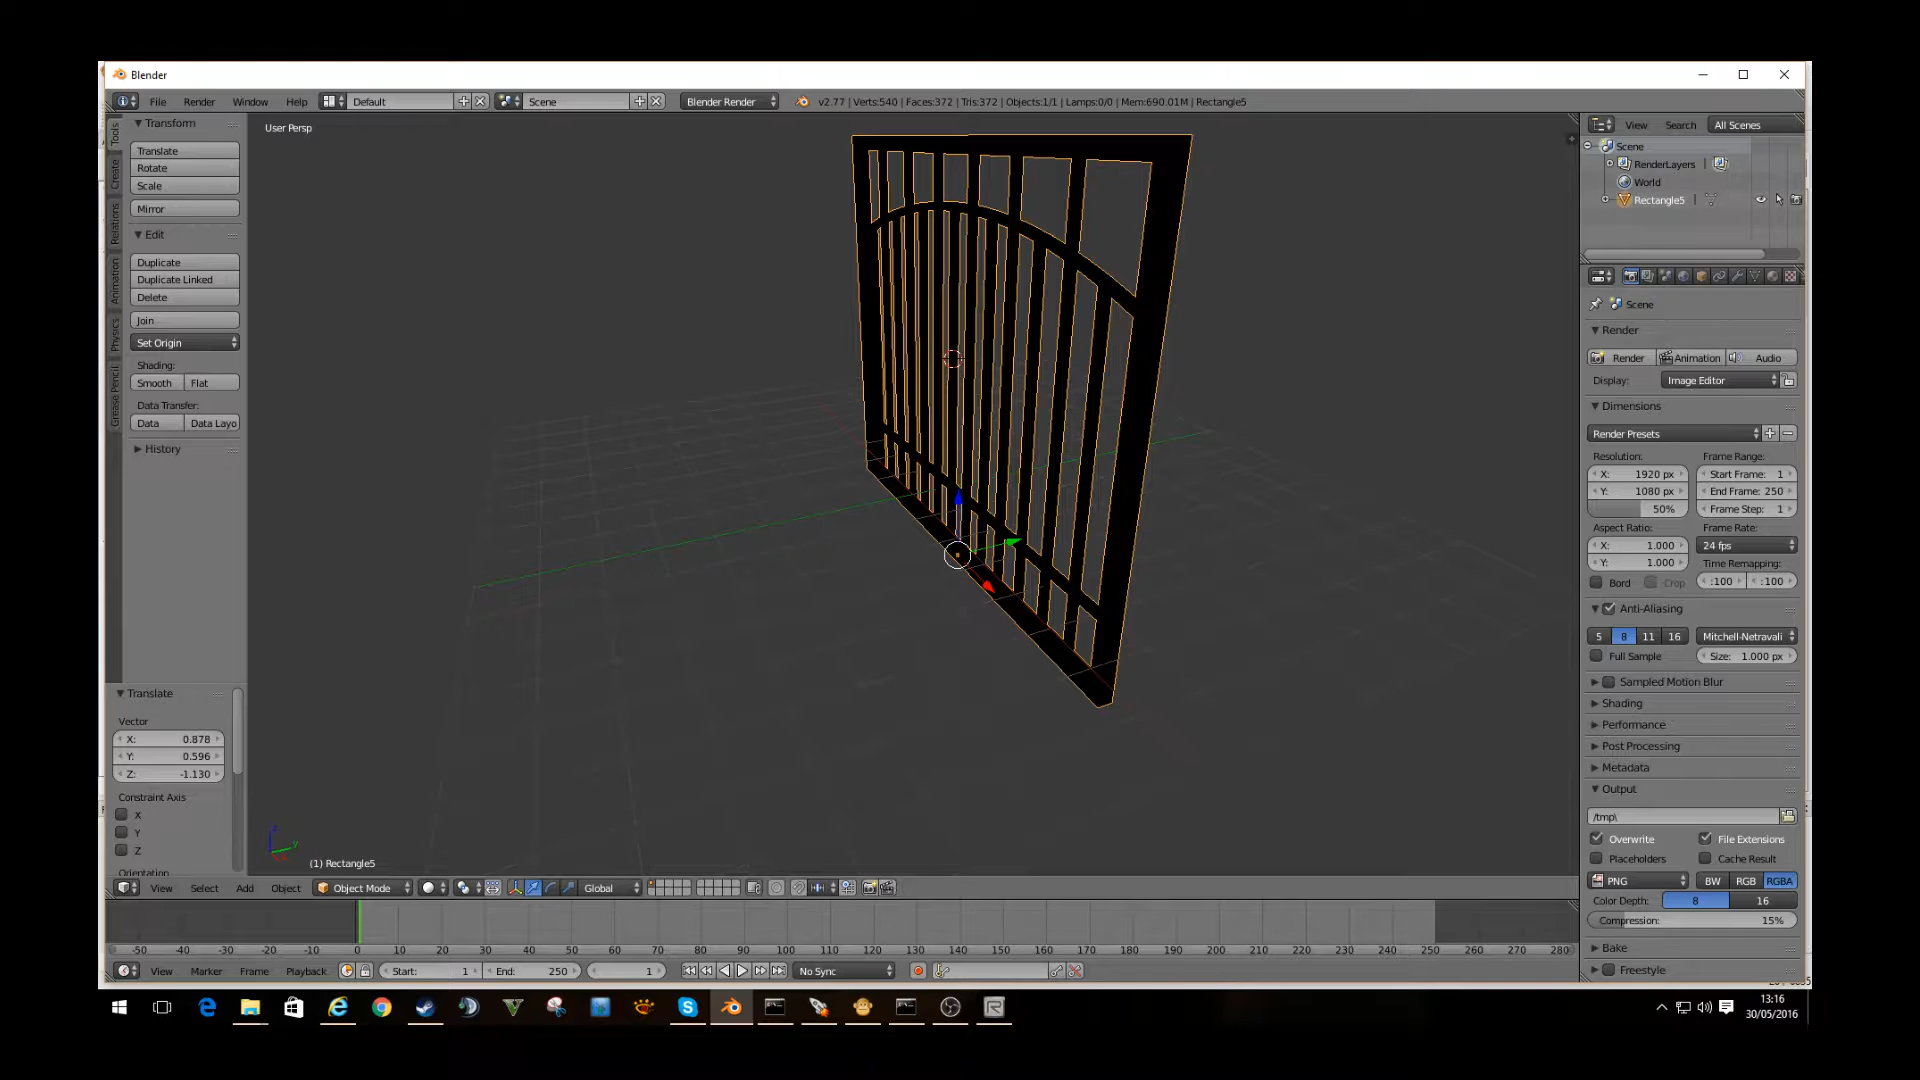 Blender
File Render Window Help Default Scene Blender Render v2.77 | Verts:540 | Faces:372 | Tris:372 | Objects:1/1 | Lamps:0/0 | Mem:690.01M | Rectangle5
Tools
Create
Relations
Animation
Physics
Grease Pencil
Transform
Translate
Rotate
Scale
Mirror
Edit
Duplicate
Duplicate Linked
Delete
Join
Set Origin
Shading:
Smooth Flat
Data Transfer:
Data Data Layo
History
Translate
Vector
X: 0.878
Y: 0.596
Z: -1.130
Constraint Axis
X
Y
Z
Orientation
User Persp
(1) Rectangle5
View Select Add Object Object Mode Global
-50 -40 -30 -20 -10 0 10 20 30 40 50 60 70 80 90 100 110 120 130 140 150 160 170 180 190 200 210 220 230 240 250 260 270 280
View Marker Frame Playback Start: 1 End: 250 1 No Sync
View Search All Scenes
Scene
RenderLayers
World
Rectangle5
Scene
Render
Render Animation Audio
Display: Image Editor
Dimensions
Render Presets
Resolution: Frame Range:
X: 1920 px Start Frame: 1
Y: 1080 px End Frame: 250
50% Frame Step: 1
Aspect Ratio: Frame Rate:
X: 1.000 24 fps
Y: 1.000 Time Remapping:
Bord Crop :100 :100
Anti-Aliasing
5 8 11 16 Mitchell-Netravali
Full Sample Size: 1.000 px
Sampled Motion Blur
Shading
Performance
Post Processing
Metadata
Output
/tmp\
Overwrite File Extensions
Placeholders Cache Result
PNG BW RGB RGBA
Color Depth: 8 16
Compression: 15%
Bake
Freestyle
13:16
30/05/2016